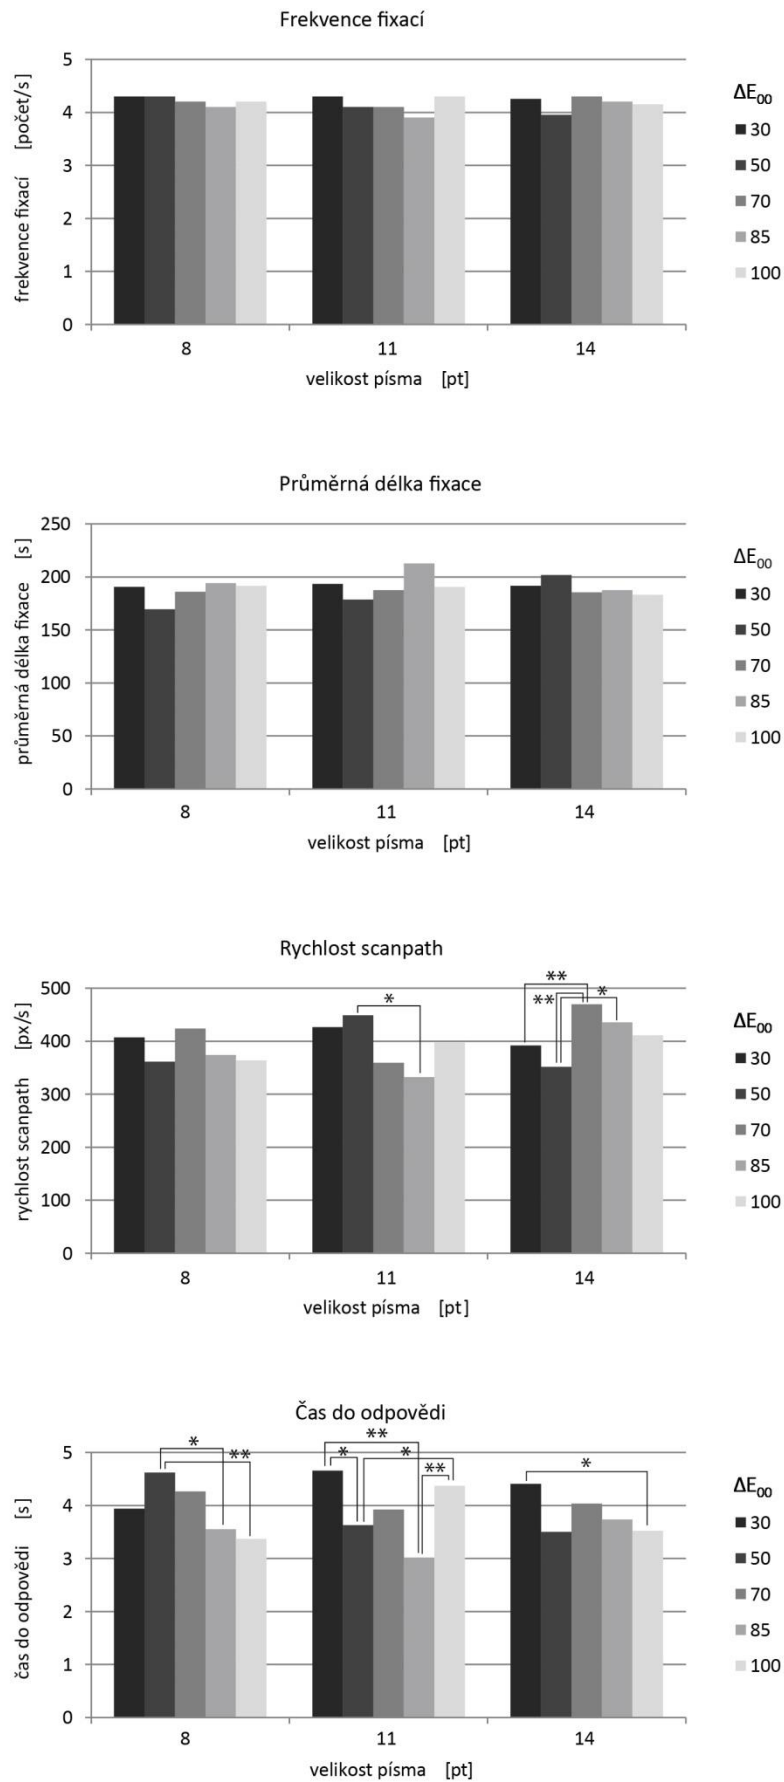 Frekvence fixací
frekvence fixací [počet/s]
5
4
3
2
1
0
8 11 14
velikost písma [pt]
ΔE00
30
50
70
85
100
Průměrná délka fixace
průměrná délka fixace [s]
250
200
150
100
50
0
8 11 14
velikost písma [pt]
ΔE00
30
50
70
85
100
Rychlost scanpath
rychlost scanpath [px/s]
500
400
300
200
100
0
**
** *
*
8 11 14
velikost písma [pt]
ΔE00
30
50
70
85
100
Čas do odpovědi
čas do odpovědi [s]
5
4
3
2
1
0
* **
** * * **
*
8 11 14
velikost písma [pt]
ΔE00
30
50
70
85
100